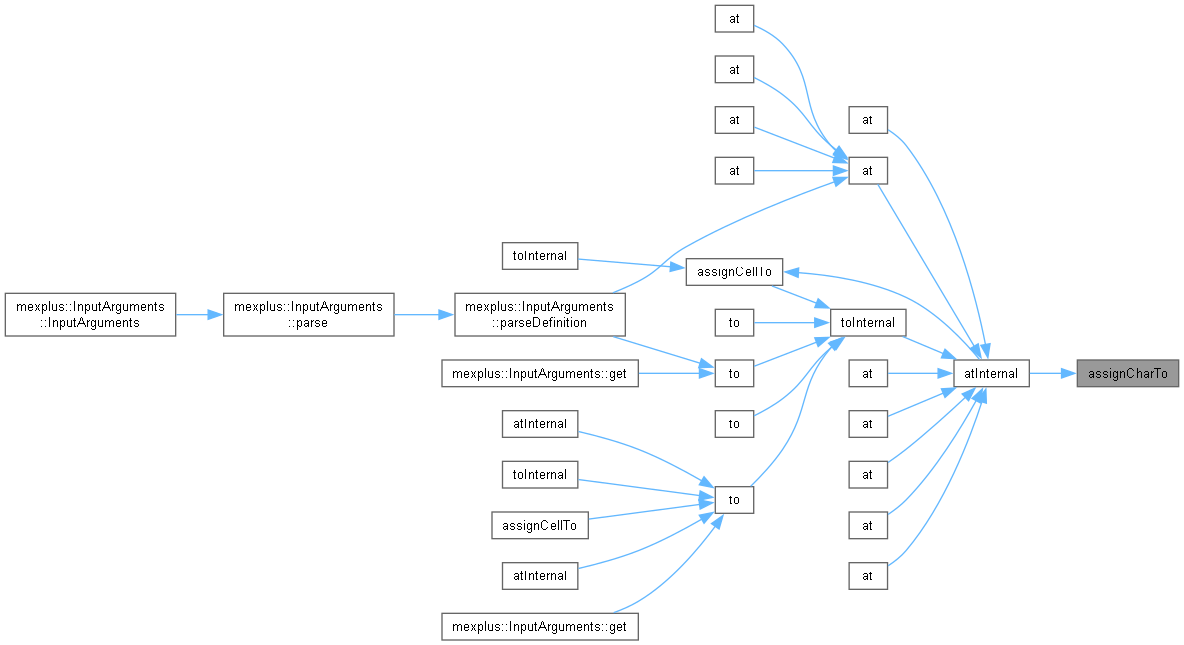 at
at
at
at
at
at
toInternal
assignCellTo
mexplus::InputArguments
::InputArguments
mexplus::InputArguments
::parse
mexplus::InputArguments
::parseDefinition
to
toInternal
mexplus::InputArguments::get
to
at
atInternal
assignCharTo
atInternal
to
at
toInternal
at
to
assignCellTo
at
atInternal
at
mexplus::InputArguments::get